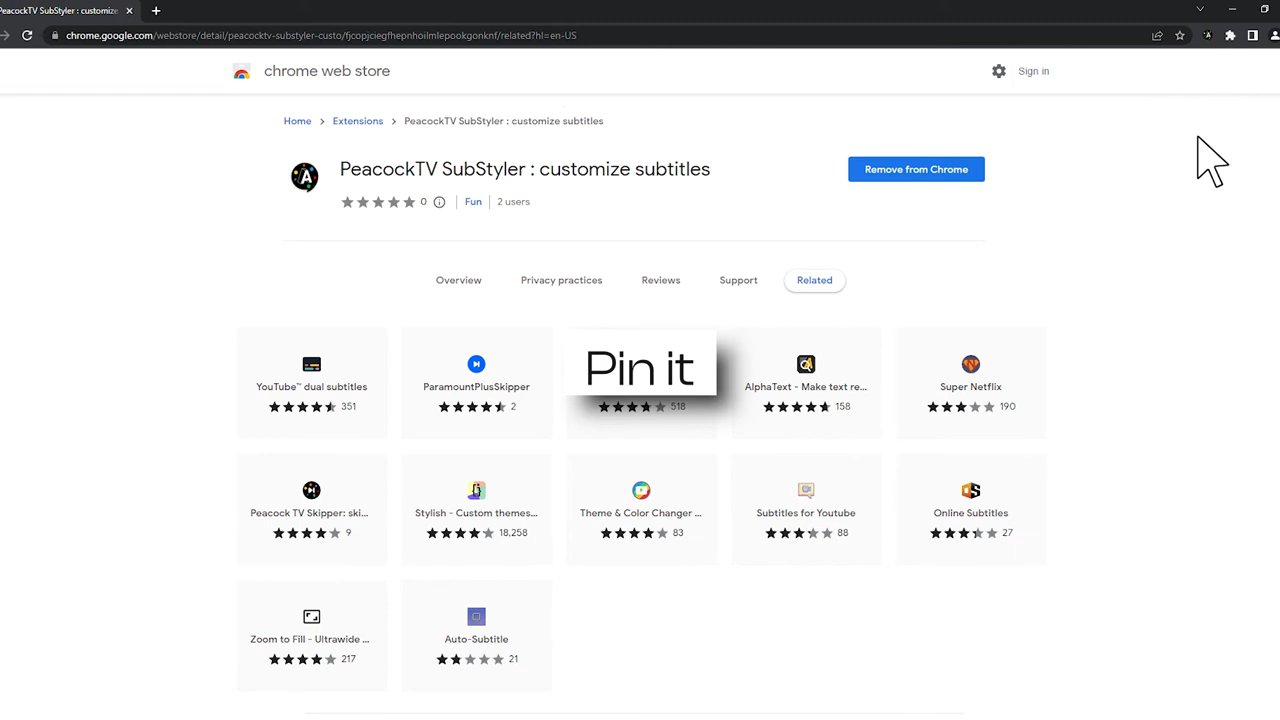 PeacockTV SubStyler : customize
chrome.google.com/webstore/detail/peacocktv-substyler-custo/fjcopjciegfhepnhoilmlepookgonknf/related?hl=en-US
chrome web store
Sign in
Home > Extensions > PeacockTV SubStyler : customize subtitles
PeacockTV SubStyler : customize subtitles
Remove from Chrome
0 Fun 2 users
Overview Privacy practices Reviews Support Related
Pin it
YouTube™ dual subtitles ParamountPlusSkipper AlphaText - Make text re... Super Netflix
351 2 518 158 190
Peacock TV Skipper: ski... Stylish - Custom themes... Theme & Color Changer ... Subtitles for Youtube Online Subtitles
9 18,258 83 88 27
Zoom to Fill - Ultrawide ... Auto-Subtitle
217 21